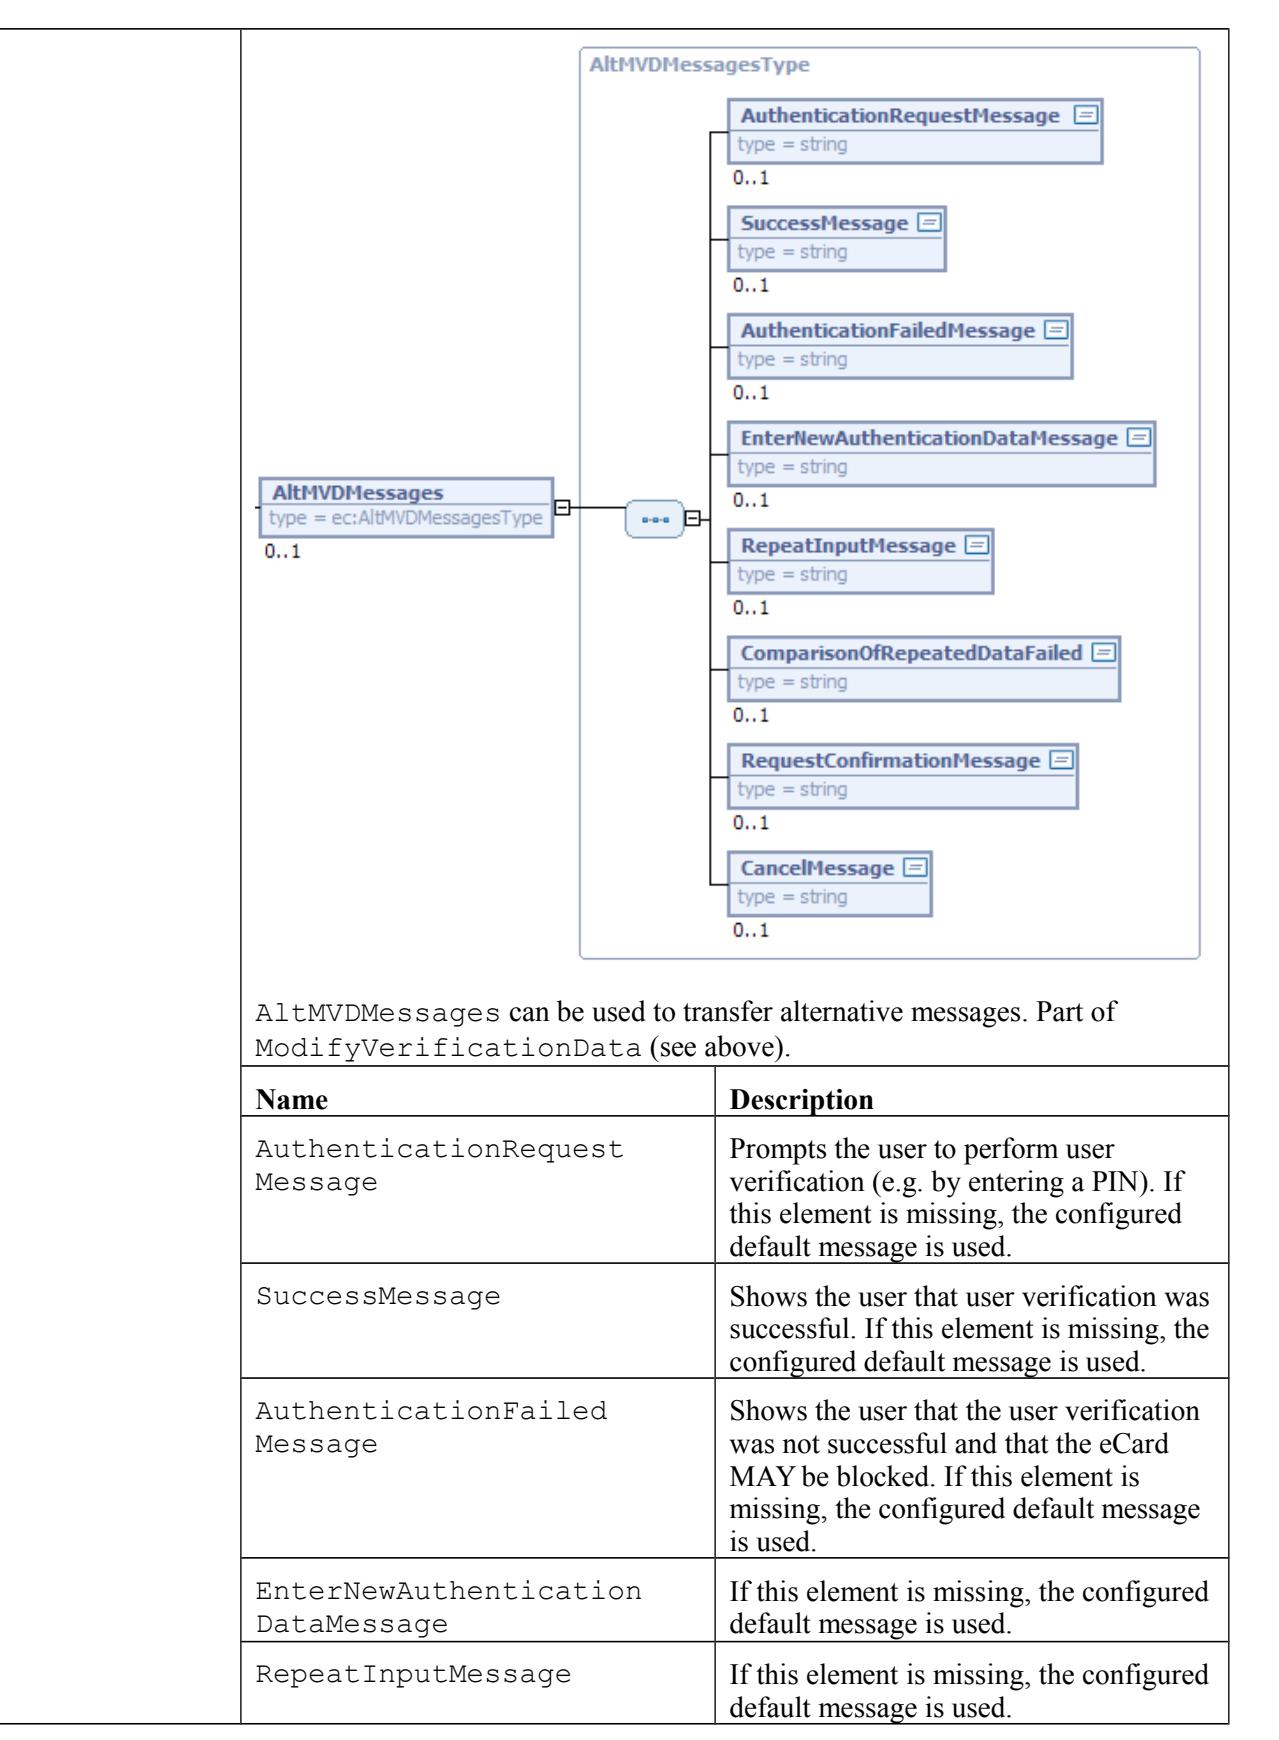 AltMVDMessagesType
AuthenticationRequestMessage
type = string
0..1
SuccessMessage
type = string
0..1
AuthenticationFailedMessage
type = string
0..1
EnterNewAuthenticationDataMessage
type = string
0..1
AltMVDMessages
type = ec:AltMVDMessagesType
0..1
RepeatInputMessage
type = string
0..1
ComparisonOfRepeatedDataFailed
type = string
0..1
RequestConfirmationMessage
type = string
0..1
CancelMessage
type = string
0..1
AltMVDMessages can be used to transfer alternative messages. Part of
ModifyVerificationData (see above).
Name
Description
AuthenticationRequest
Message
Prompts the user to perform user
verification (e.g. by entering a PIN). If
this element is missing, the configured
default message is used.
SuccessMessage
Shows the user that user verification was
successful. If this element is missing, the
configured default message is used.
AuthenticationFailed
Message
Shows the user that the user verification
was not successful and that the eCard
MAY be blocked. If this element is
missing, the configured default message
is used.
EnterNewAuthentication
DataMessage
If this element is missing, the configured
default message is used.
RepeatInputMessage
If this element is missing, the configured
default message is used.